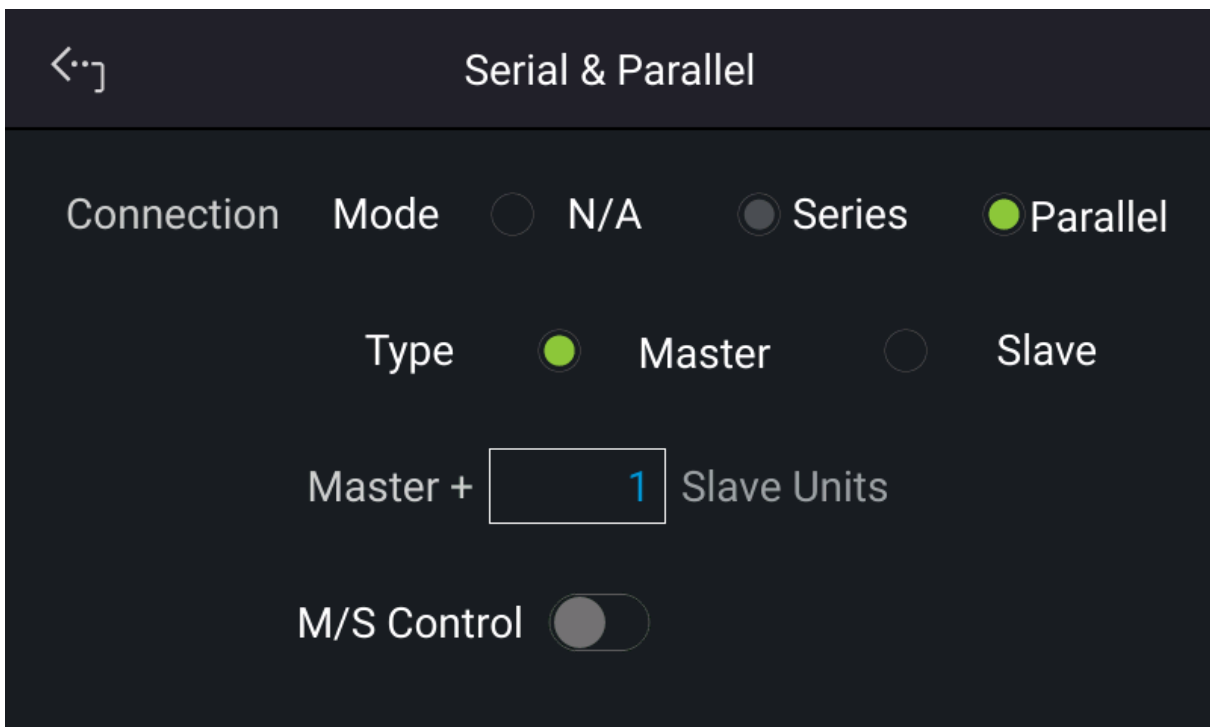 Serial & Parallel
Connection Mode N/A Series Parallel
Type Master Slave
Master + 1 Slave Units
M/S Control